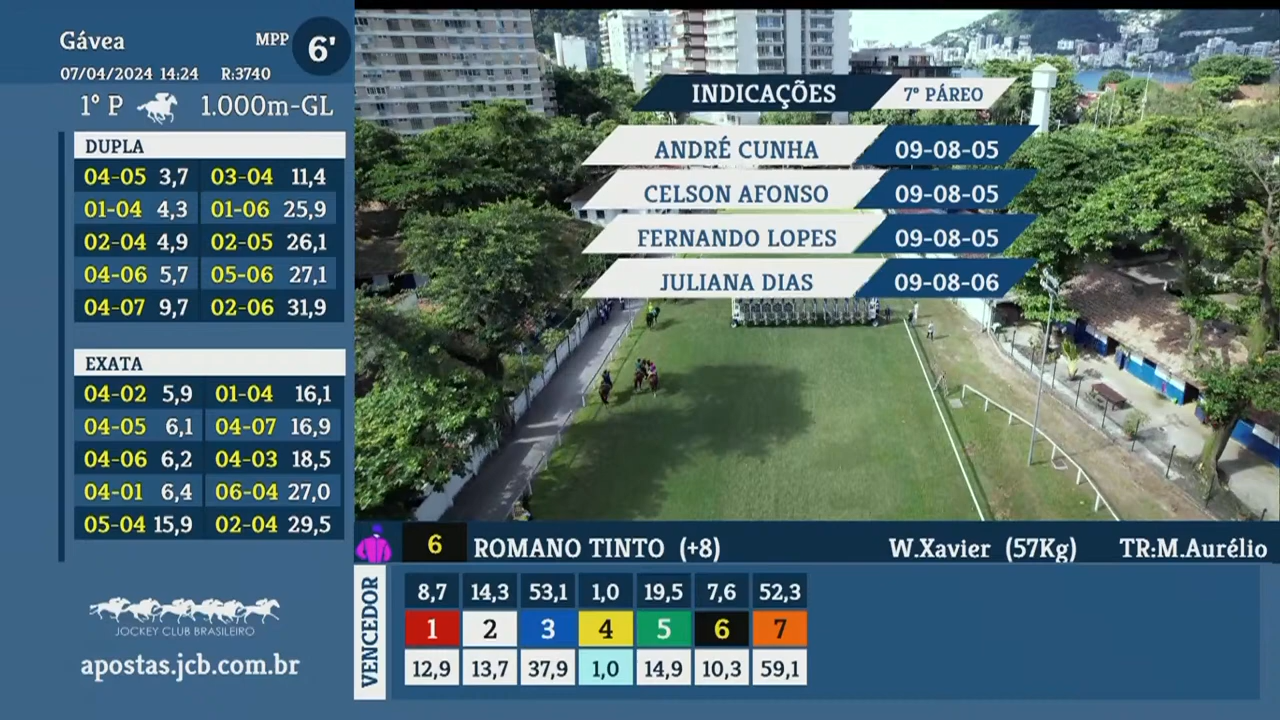 Gávea
MPP 6'
07/04/2024 14:24 R:3740
1° P 1.000m-GL
DUPLA
04-05 3,7 03-04 11,4
01-04 4,3 01-06 25,9
02-04 4,9 02-05 26,1
04-06 5,7 05-06 27,1
04-07 9,7 02-06 31,9
EXATA
04-02 5,9 01-04 16,1
04-05 6,1 04-07 16,9
04-06 6,2 04-03 18,5
04-01 6,4 06-04 27,0
05-04 15,9 02-04 29,5
JOCKEY CLUB BRASILEIRO
apostas.jcb.com.br
INDICAÇÕES 7° PÁREO
ANDRÉ CUNHA 09-08-05
CELSON AFONSO 09-08-05
FERNANDO LOPES 09-08-05
JULIANA DIAS 09-08-06
6 ROMANO TINTO (+8) W.Xavier (57Kg) TR:M.Aurélio
VENCEDOR
8,7 14,3 53,1 1,0 19,5 7,6 52,3
1 2 3 4 5 6 7
12,9 13,7 37,9 1,0 14,9 10,3 59,1